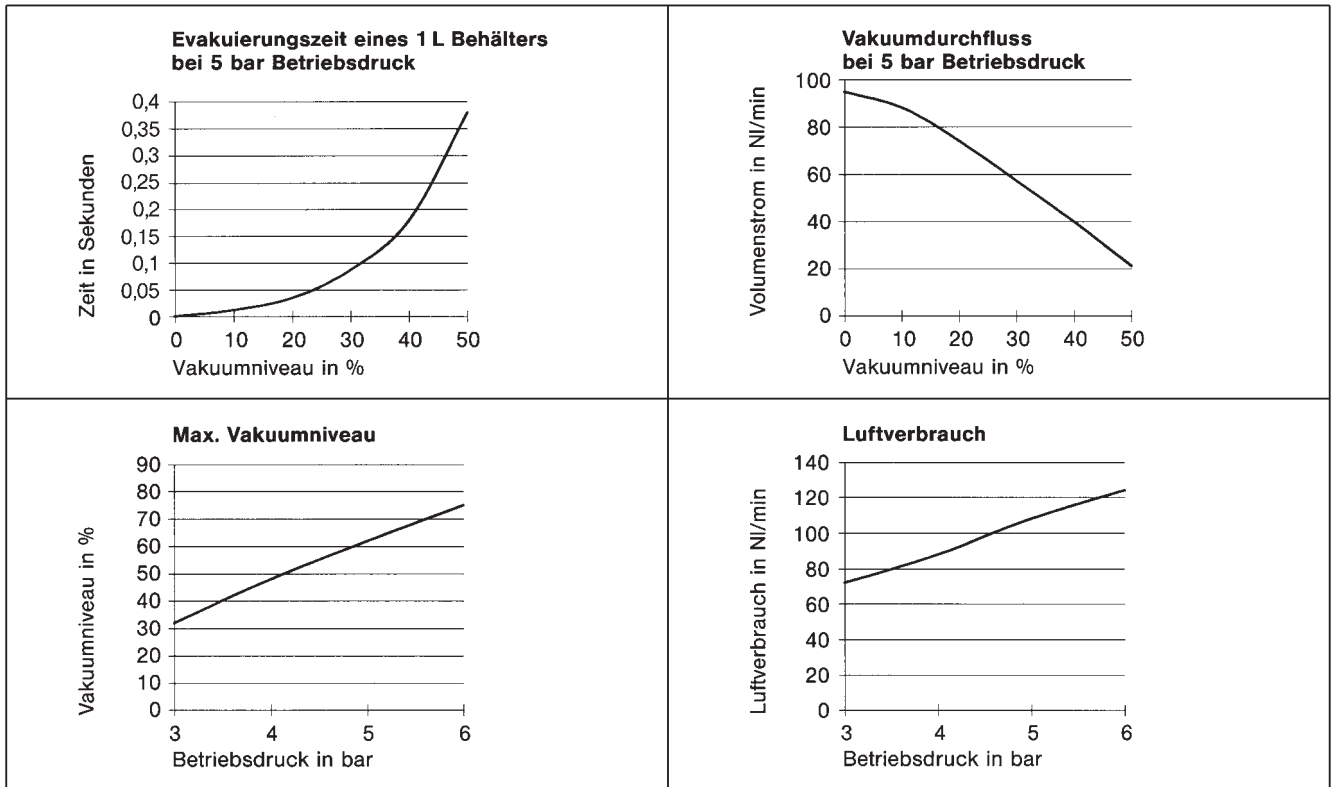 Evakuierungszeit eines 1 L Behälters
bei 5 bar Betriebsdruck
0,4
0,35
0,3
0,25
0,2
0,15
0,1
0,05
0
Zeit in Sekunden
0 10 20 30 40 50
Vakuumniveau in %
Vakuumdurchfluss
bei 5 bar Betriebsdruck
100
80
60
40
20
0
Volumenstrom in Nl/min
0 10 20 30 40 50
Vakuumniveau in %
Max. Vakuumniveau
90
80
70
60
50
40
30
20
10
0
Vakuumniveau in %
3 4 5 6
Betriebsdruck in bar
Luftverbrauch
140
120
100
80
60
40
20
0
Luftverbrauch in Nl/min
3 4 5 6
Betriebsdruck in bar